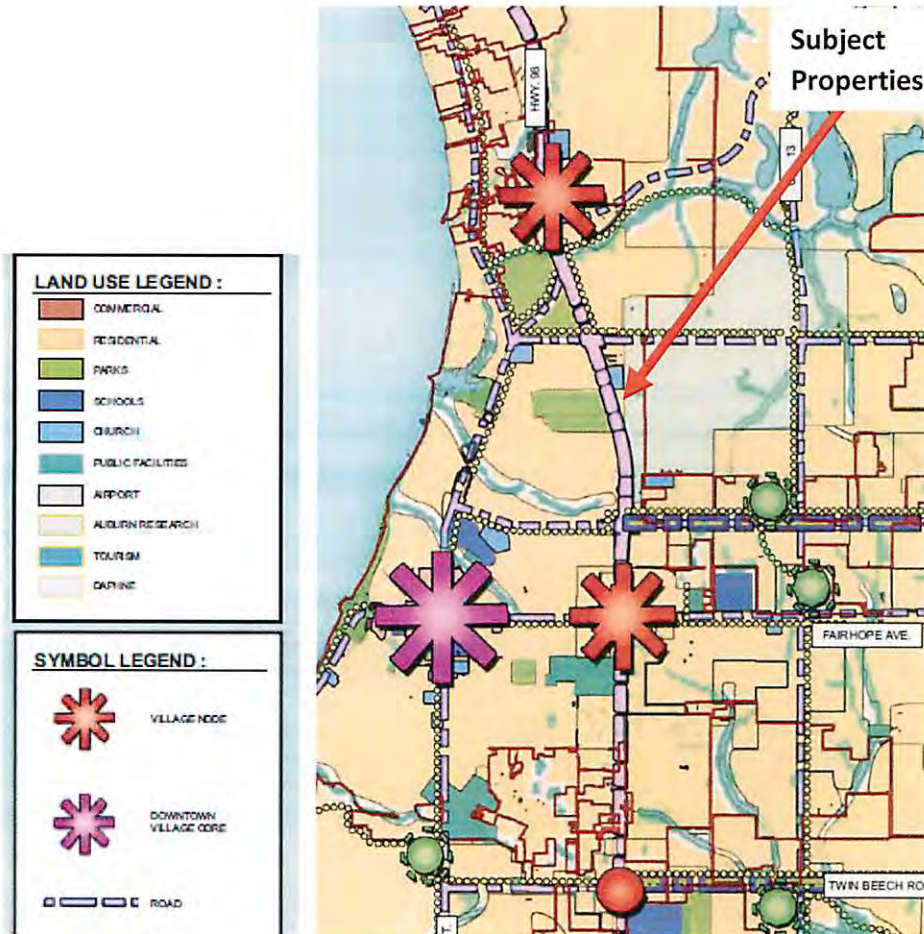 Subject
Properties
HWY. 98
13
LAND USE LEGEND :
COMMERCIAL
RESIDENTIAL
PARKS
SCHOOLS
CHURCH
PUBLIC FACILITIES
AIRPORT
AUBURN RESEARCH
TOURISM
DAPHNE
SYMBOL LEGEND :
VILLAGE NODE
DOWNTOWN
VILLAGE CORE
ROAD
FAIRHOPE AVE.
TWIN BEECH RO
T.